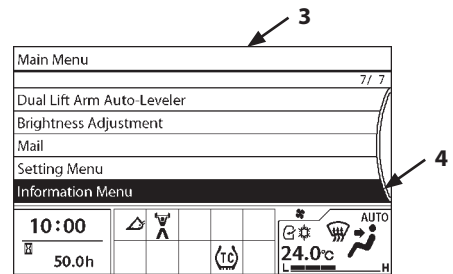 3
Main Menu
7/ 7
Dual Lift Arm Auto-Leveler
Brightness Adjustment
Mail
Setting Menu
Information Menu
4
10:00
50.0h
TC
AUTO
24.0℃
L H